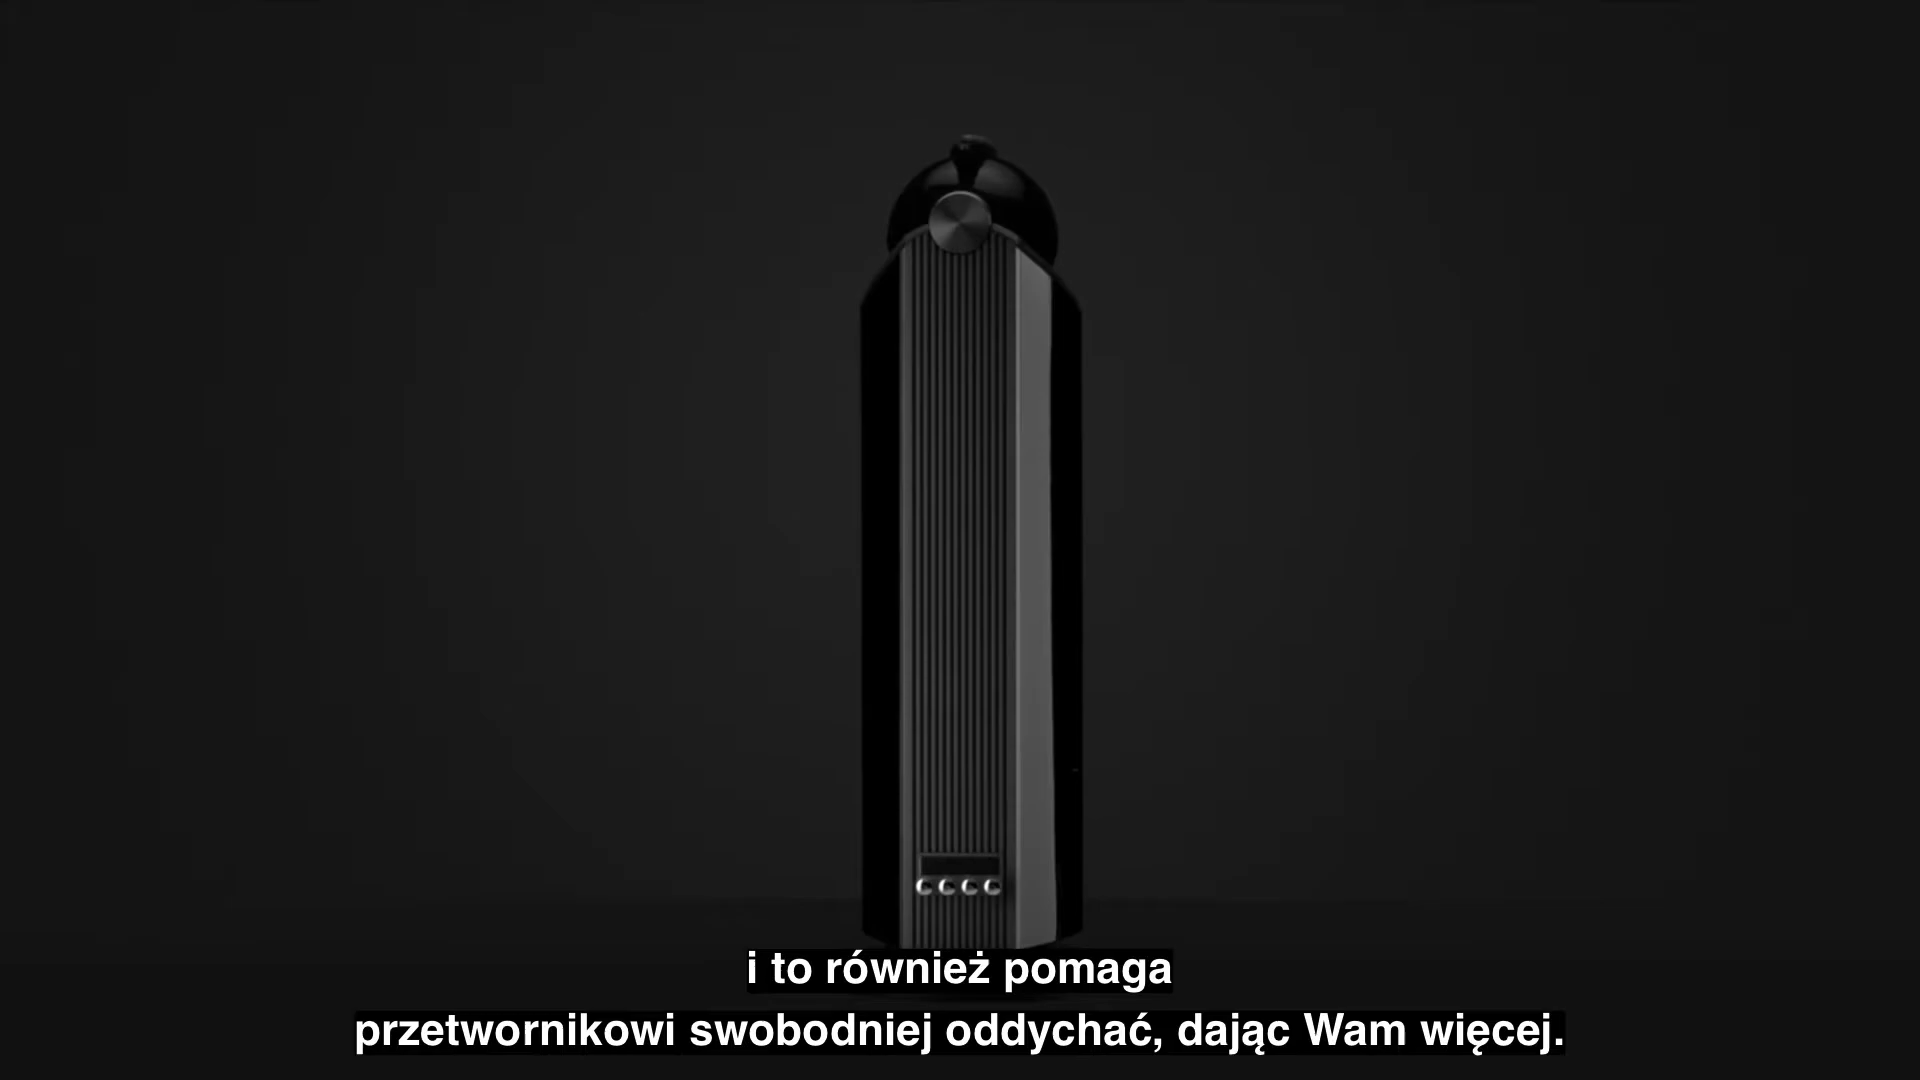 i to również pomaga
przetwornikowi swobodniej oddychać, dając Wam więcej.